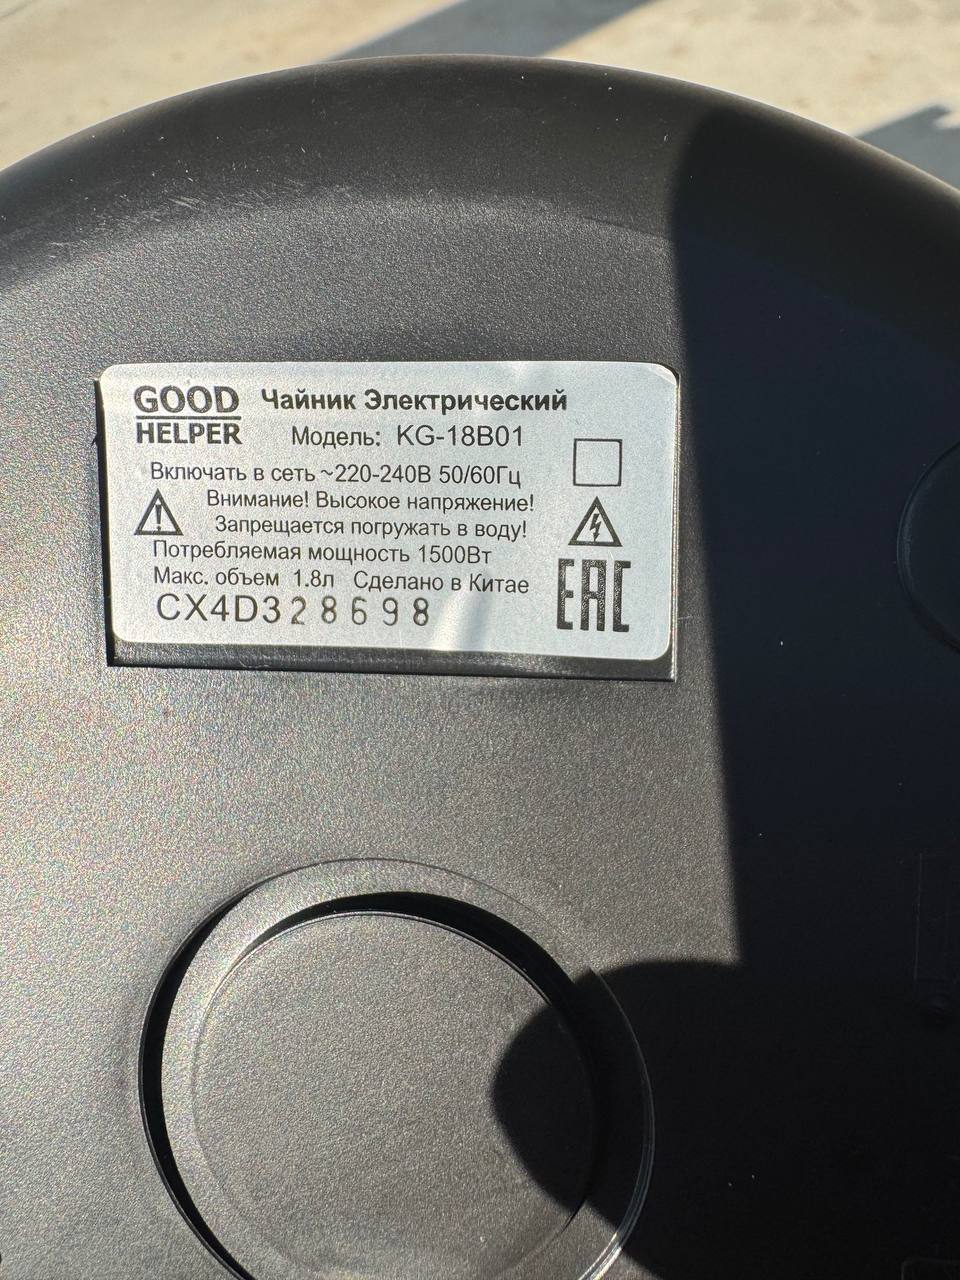 GOOD HELPER
Чайник Электрический
Модель: KG-18B01
Включать в сеть ~220-240В 50/60Гц
Внимание! Высокое напряжение!
Запрещается погружать в воду!
Потребляемая мощность 1500Вт
Макс. объем 1.8л Сделано в Китае
CX4D328698
EAC